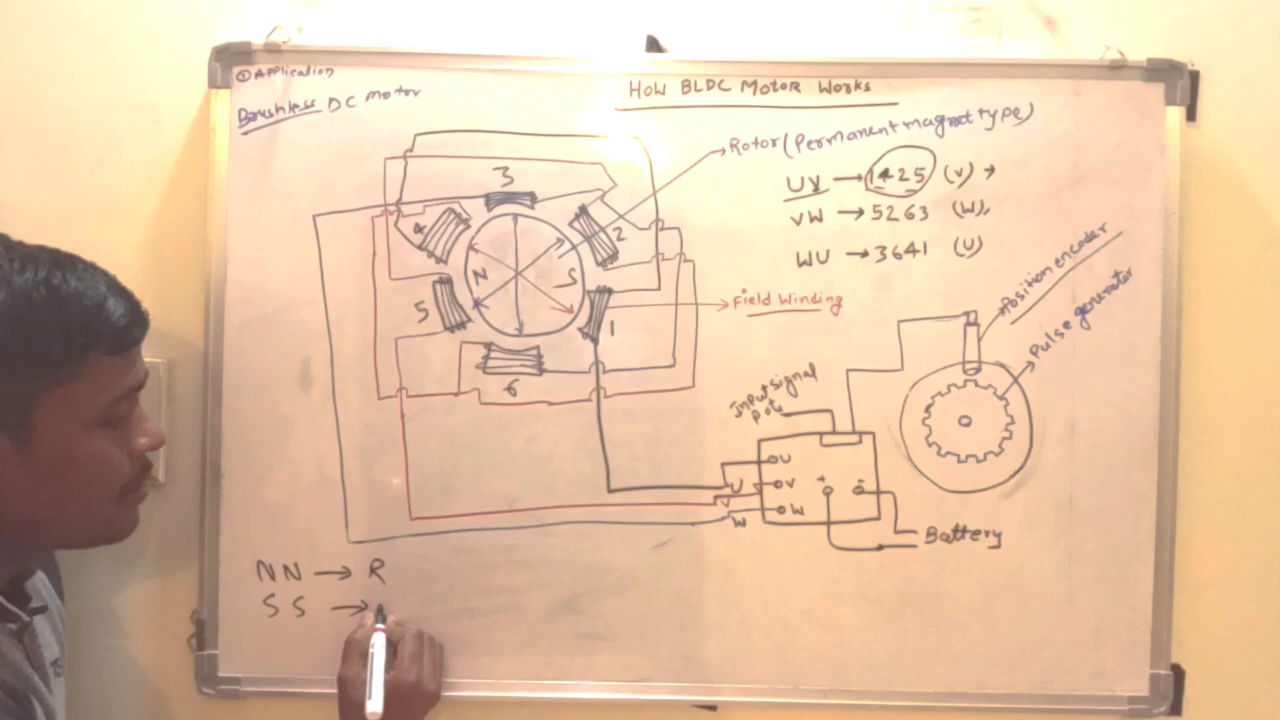 ① APPlication
Brushless DC motor
HoW BLDC MotoR Works
Rotor (Permanent magnet type)
UV → 1425 (V) →
VW → 5263 (W),
WU → 3641 (U)
3
4
2
N
S
5
1
6
Field Winding
Position encoder
Pulse generator
Input signal
U
V
W
+
-
U
V
W
Battery
NN → R
SS →